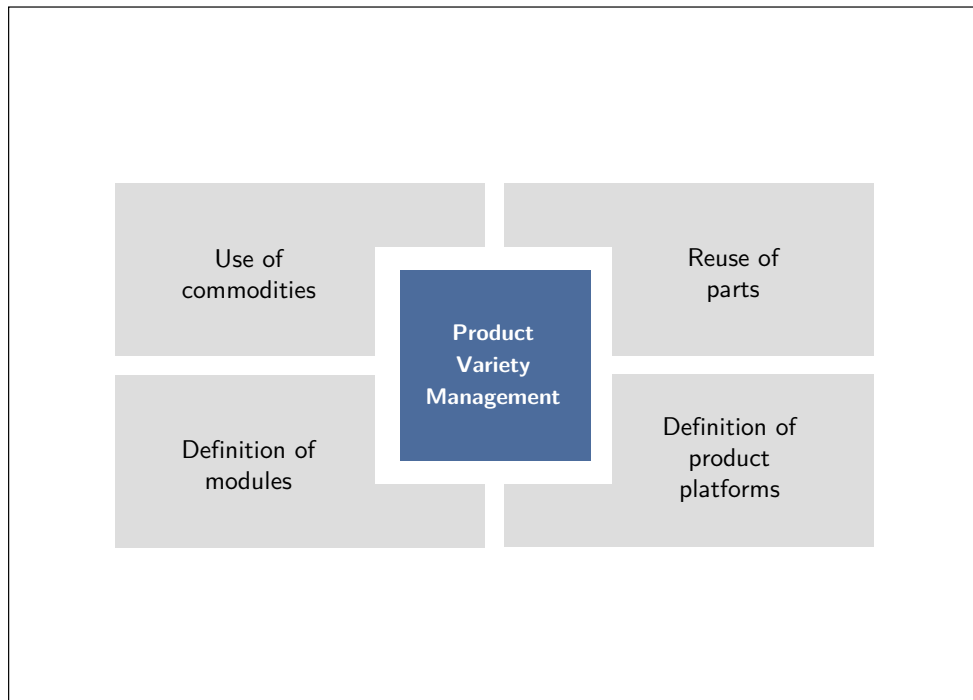 Use of
commodities
Reuse of
parts
Product
Variety
Management
Definition of
modules
Definition of
product
platforms